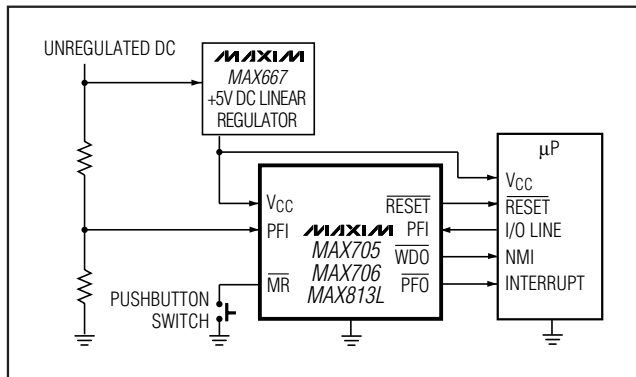 UNREGULATED DC
MAXIM
MAX667
+5V DC LINEAR
REGULATOR
μP
VCC
RESET
I/O LINE
NMI
INTERRUPT
VCC
PFI
MR
MAXIM
MAX705
MAX706
MAX813L
RESET
PFI
WDO
PFO
PUSHBUTTON
SWITCH